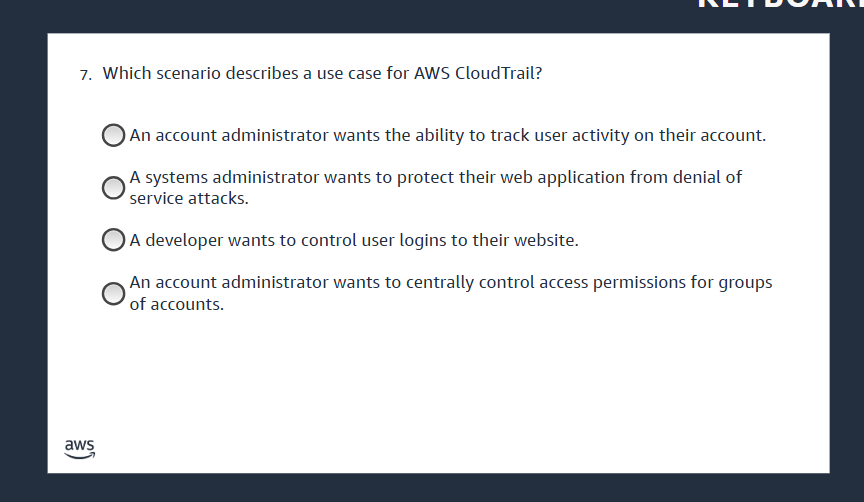 7. Which scenario describes a use case for AWS CloudTrail?
An account administrator wants the ability to track user activity on their account.
A systems administrator wants to protect their web application from denial of
service attacks.
A developer wants to control user logins to their website.
An account administrator wants to centrally control access permissions for groups
of accounts.
aws